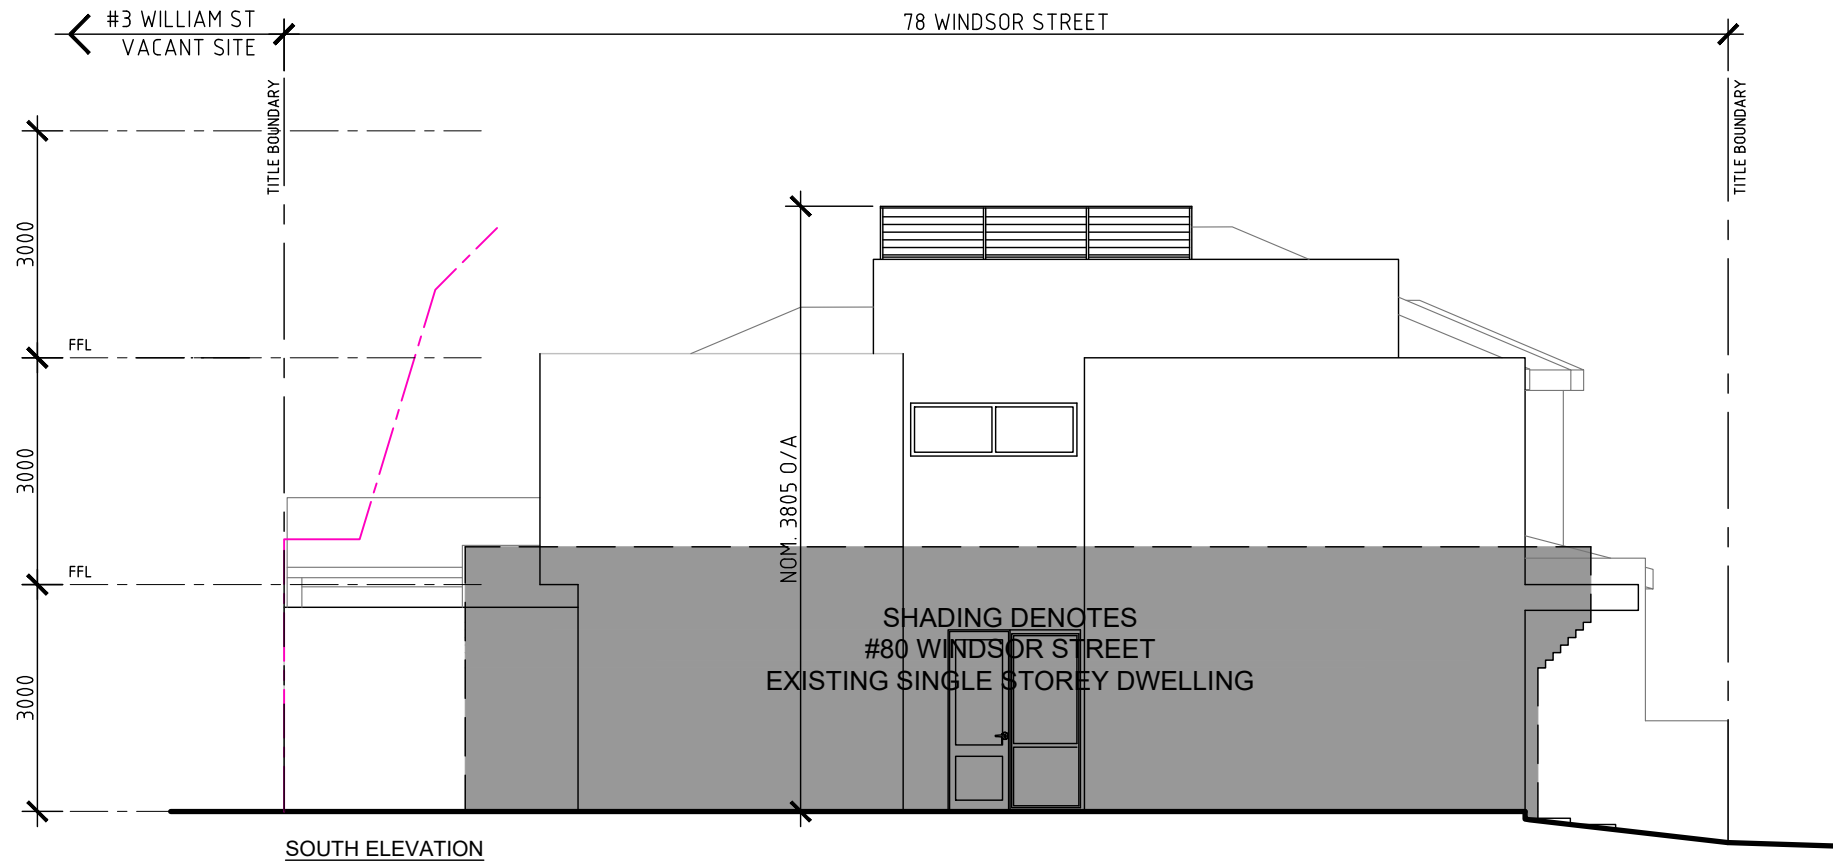 #3 WILLIAM ST
VACANT SITE
78 WINDSOR STREET
TITLE BOUNDARY
TITLE BOUNDARY
3000
FFL
3000
NOM. 3805 O/A
FFL
SHADING DENOTES
#80 WINDSOR STREET
EXISTING SINGLE STOREY DWELLING
3000
SOUTH ELEVATION